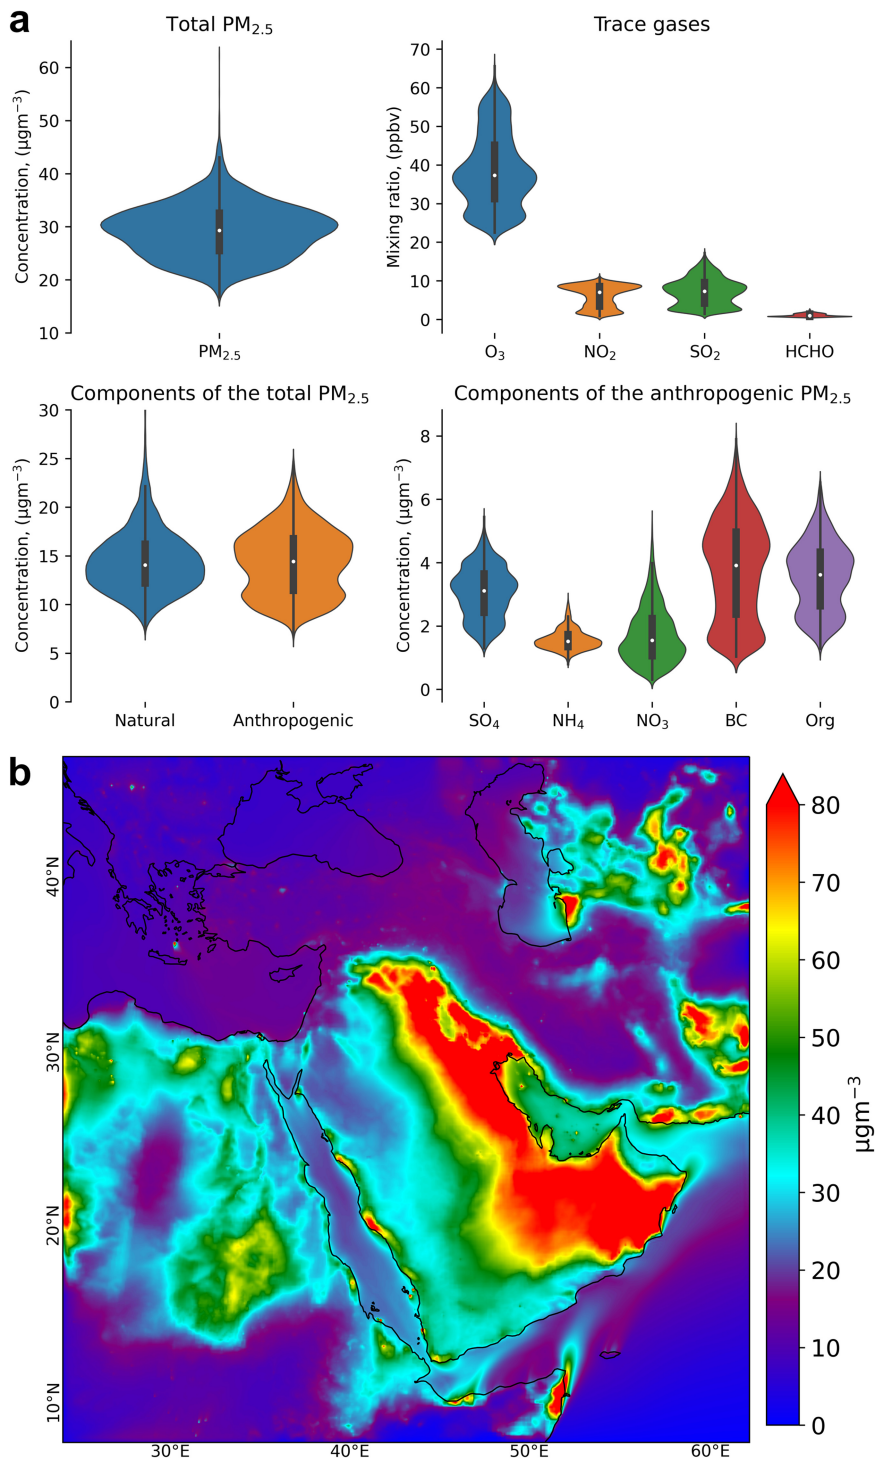 a
Total PM₂.₅
Concentration, (µgm⁻³)
60
50
40
30
20
10
PM₂.₅
Trace gases
Mixing ratio, (ppbv)
70
60
50
40
30
20
10
0
O₃ NO₂ SO₂ HCHO
Components of the total PM₂.₅
Concentration, (µgm⁻³)
30
25
20
15
10
5
0
Natural Anthropogenic
Components of the anthropogenic PM₂.₅
Concentration, (µgm⁻³)
8
6
4
2
0
SO₄ NH₄ NO₃ BC Org
b
40°N
30°N
20°N
10°N
30°E 40°E 50°E 60°E
80
70
60
50
40
30
20
10
0
µgm⁻³